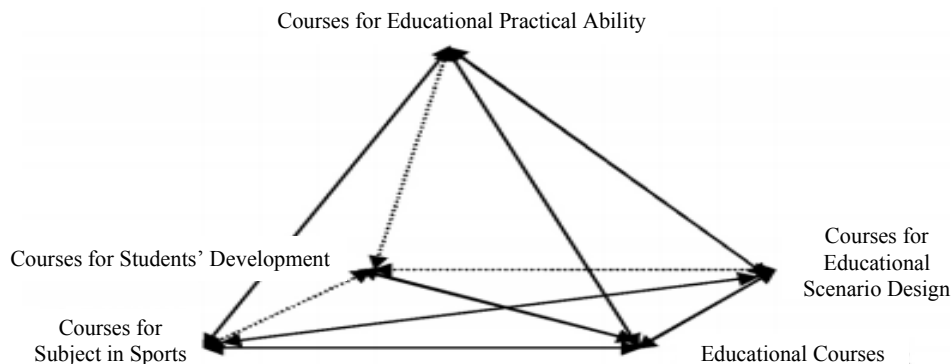 Courses for Educational Practical Ability
Courses for Students’ Development
Courses for
Educational
Scenario Design
Courses for
Subject in Sports
Educational Courses